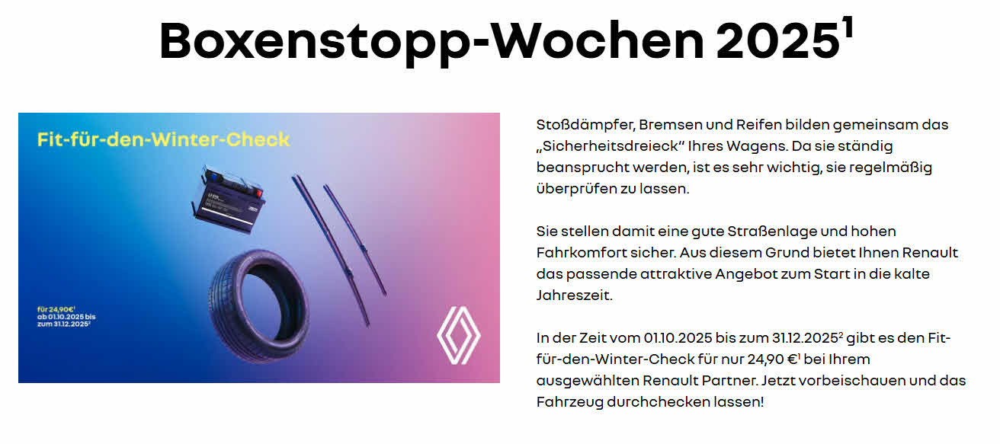 Boxenstopp-Wochen 2025¹
Fit-für-den-Winter-Check
für 24,90€¹
ab 01.10.2025 bis
zum 31.12.2025²
Stoßdämpfer, Bremsen und Reifen bilden gemeinsam das
„Sicherheitsdreieck“ Ihres Wagens. Da sie ständig
beansprucht werden, ist es sehr wichtig, sie regelmäßig
überprüfen zu lassen.
Sie stellen damit eine gute Straßenlage und hohen
Fahrkomfort sicher. Aus diesem Grund bietet Ihnen Renault
das passende attraktive Angebot zum Start in die kalte
Jahreszeit.
In der Zeit vom 01.10.2025 bis zum 31.12.2025² gibt es den Fit-
für-den-Winter-Check für nur 24,90 €¹ bei Ihrem
ausgewählten Renault Partner. Jetzt vorbeischauen und das
Fahrzeug durchchecken lassen!